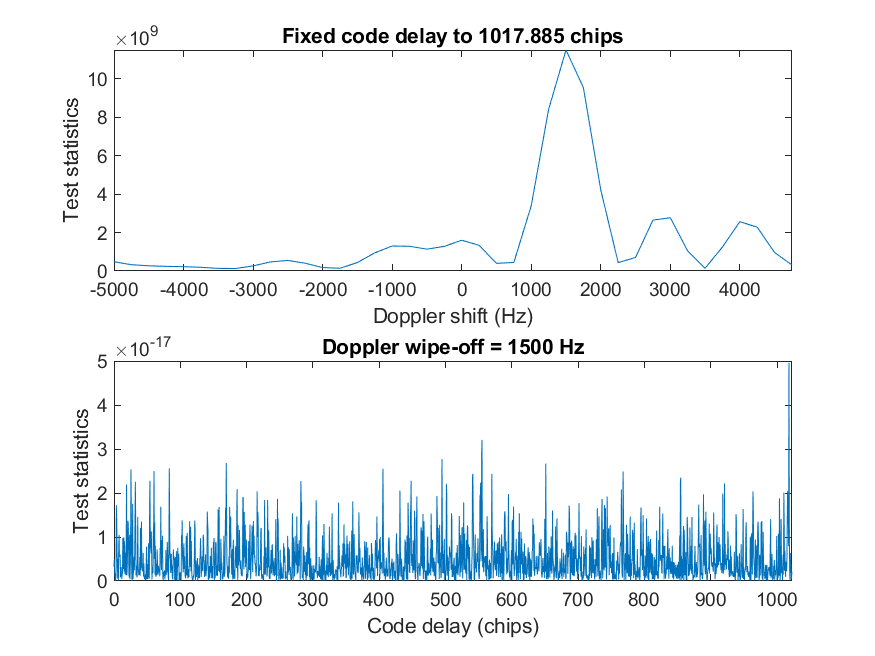 ×10^9
Fixed code delay to 1017.885 chips
10
8
6
4
2
0
Test statistics
-5000 -4000 -3000 -2000 -1000 0 1000 2000 3000 4000
Doppler shift (Hz)
×10^-17
Doppler wipe-off = 1500 Hz
5
4
3
2
1
0
Test statistics
0 100 200 300 400 500 600 700 800 900 1000
Code delay (chips)